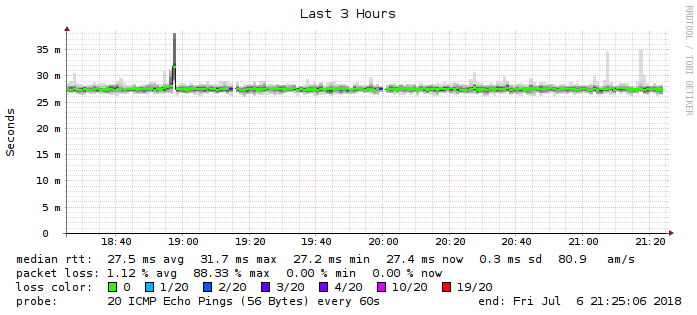 Last 3 Hours
RRDTOOL / TOBI OETIKER
Seconds
35 m
30 m
25 m
20 m
15 m
10 m
5 m
0
18:40 19:00 19:20 19:40 20:00 20:20 20:40 21:00 21:20
median rtt: 27.5 ms avg 31.7 ms max 27.2 ms min 27.4 ms now 0.3 ms sd 80.9 am/s
packet loss: 1.12 % avg 88.33 % max 0.00 % min 0.00 % now
loss color: 0 1/20 2/20 3/20 4/20 10/20 19/20
probe: 20 ICMP Echo Pings (56 Bytes) every 60s end: Fri Jul 6 21:25:06 2018